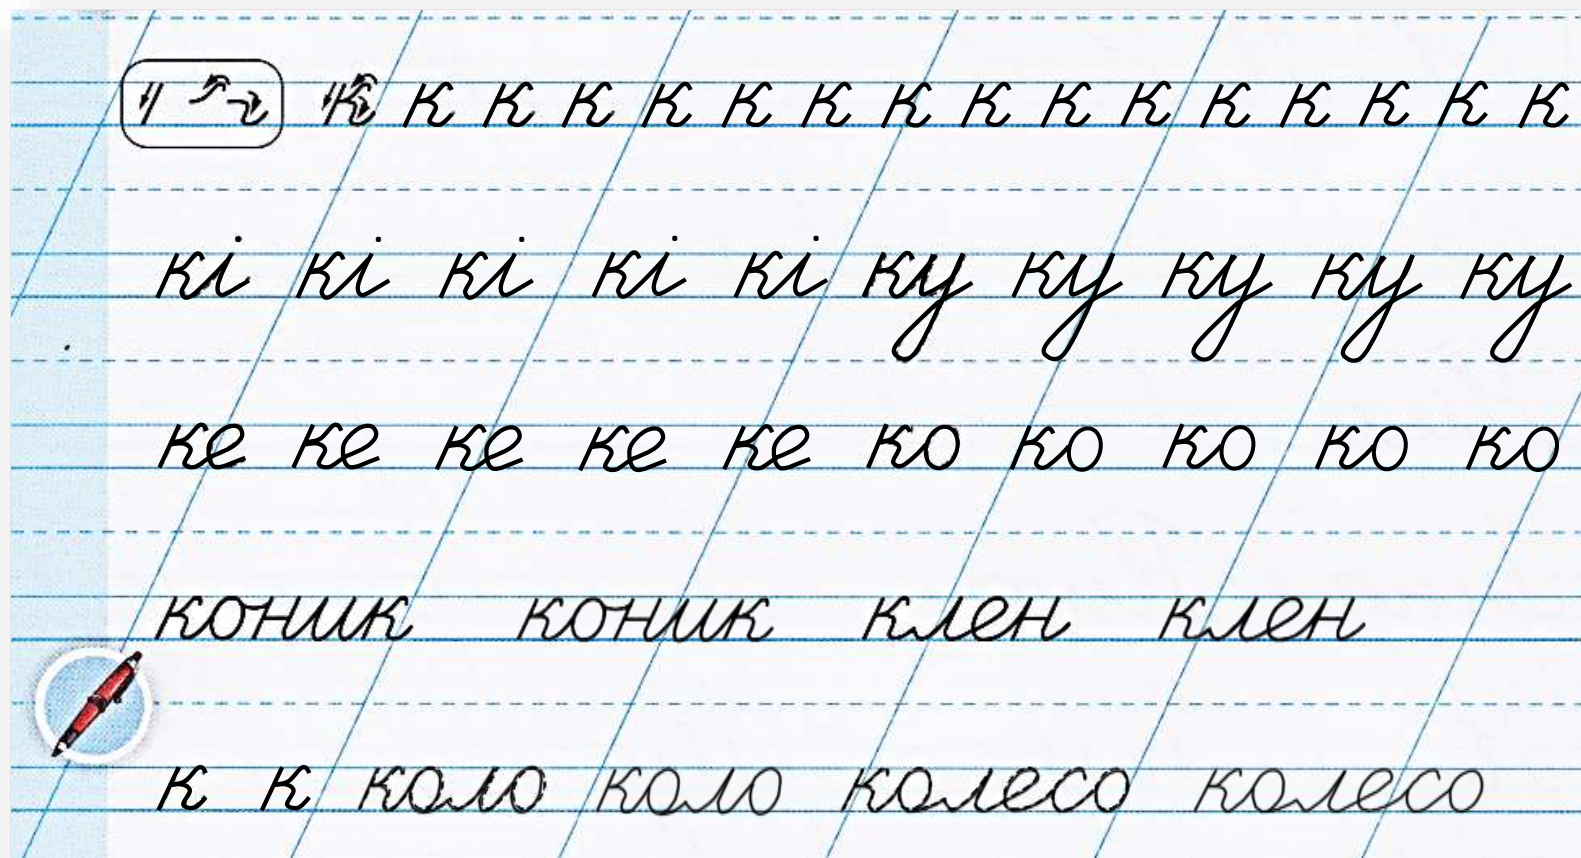 к к к к к к к к к к к к к к к к
кі кі кі кі кі ку ку ку ку ку
ке ке ке ке ке ко ко ко ко ко
коник коник клен клен
к к коло коло колесо колесо